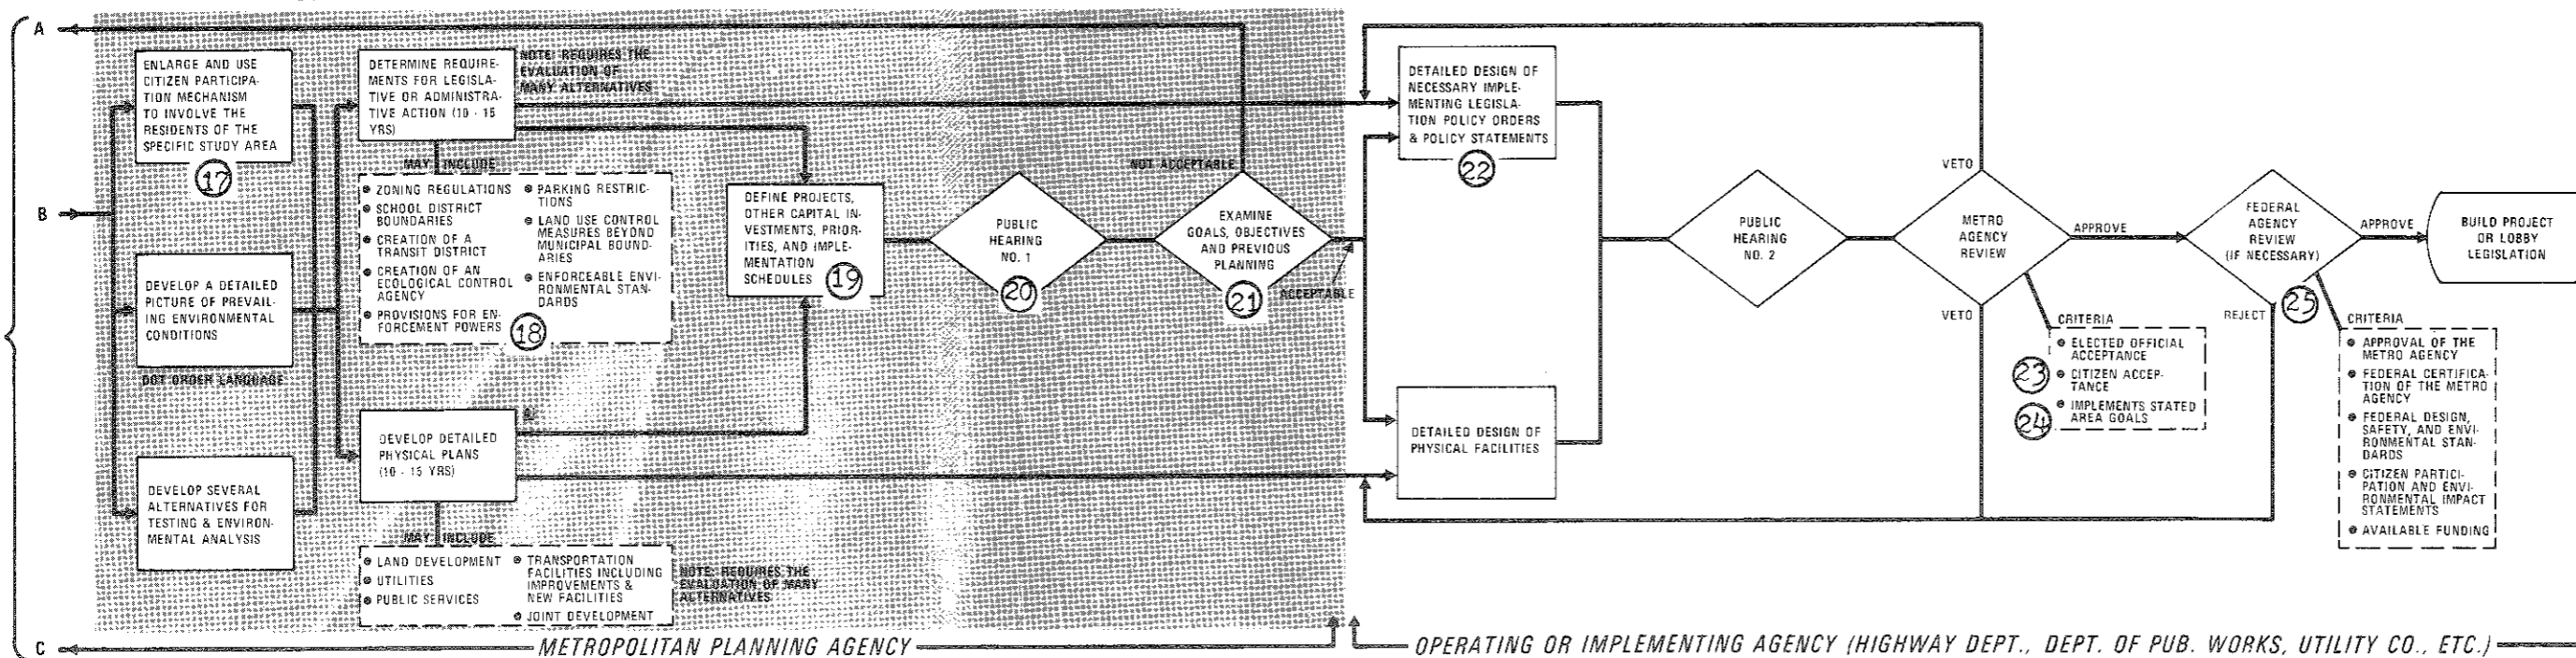 A
B
C
ENLARGE AND USE
CITIZEN PARTICIPA-
TION MECHANISM
TO INVOLVE THE
RESIDENTS OF THE
SPECIFIC STUDY AREA
17
DEVELOP A DETAILED
PICTURE OF PREVAIL-
ING ENVIRONMENTAL
CONDITIONS
DOT ORDER LANGUAGE
DEVELOP SEVERAL
ALTERNATIVES FOR
TESTING & ENVIRON-
MENTAL ANALYSIS
DETERMINE REQUIRE-
MENTS FOR LEGISLA-
TIVE OR ADMINISTRA-
TIVE ACTION (10 - 15
YRS)
NOTE: REQUIRES THE
EVALUATION OF
MANY ALTERNATIVES
MAY INCLUDE
● ZONING REGULATIONS
● SCHOOL DISTRICT
BOUNDARIES
● CREATION OF A
TRANSIT DISTRICT
● CREATION OF AN
ECOLOGICAL CONTROL
AGENCY
● PROVISIONS FOR EN-
FORCEMENT POWERS
● PARKING RESTRIC-
TIONS
● LAND USE CONTROL
MEASURES BEYOND
MUNICIPAL BOUND-
ARIES
● ENFORCEABLE ENVI-
RONMENTAL STAN-
DARDS
18
DEVELOP DETAILED
PHYSICAL PLANS
(10 - 15 YRS)
MAY INCLUDE
● LAND DEVELOPMENT
● UTILITIES
● PUBLIC SERVICES
● TRANSPORTATION
FACILITIES INCLUDING
IMPROVEMENTS &
NEW FACILITIES
● JOINT DEVELOPMENT
NOTE: REQUIRES THE
EVALUATION OF MANY
ALTERNATIVES
DEFINE PROJECTS,
OTHER CAPITAL IN-
VESTMENTS, PRIOR-
ITIES, AND IMPLE-
MENTATION
SCHEDULES
19
PUBLIC
HEARING
NO. 1
20
NOT ACCEPTABLE
EXAMINE
GOALS, OBJECTIVES
AND PREVIOUS
PLANNING
21
ACCEPTABLE
DETAILED DESIGN OF
NECESSARY IMPLE-
MENTING LEGISLA-
TION POLICY ORDERS
& POLICY STATEMENTS
22
DETAILED DESIGN OF
PHYSICAL FACILITIES
PUBLIC
HEARING
NO. 2
VETO
METRO
AGENCY
REVIEW
VETO
APPROVE
CRITERIA
● ELECTED OFFICIAL
ACCEPTANCE
23
● CITIZEN ACCEP-
TANCE
24
● IMPLEMENTS STATED
AREA GOALS
FEDERAL
AGENCY
REVIEW
(IF NECESSARY)
APPROVE
REJECT
25
CRITERIA
● APPROVAL OF THE
METRO AGENCY
● FEDERAL CERTIFICA-
TION OF THE METRO
AGENCY
● FEDERAL DESIGN,
SAFETY, AND ENVI-
RONMENTAL STAN-
DARDS
● CITIZEN PARTICI-
PATION AND ENVI-
RONMENTAL IMPACT
STATEMENTS
● AVAILABLE FUNDING
BUILD PROJECT
OR LOBBY
LEGISLATION
METROPOLITAN PLANNING AGENCY
OPERATING OR IMPLEMENTING AGENCY (HIGHWAY DEPT., DEPT. OF PUB. WORKS, UTILITY CO., ETC.)